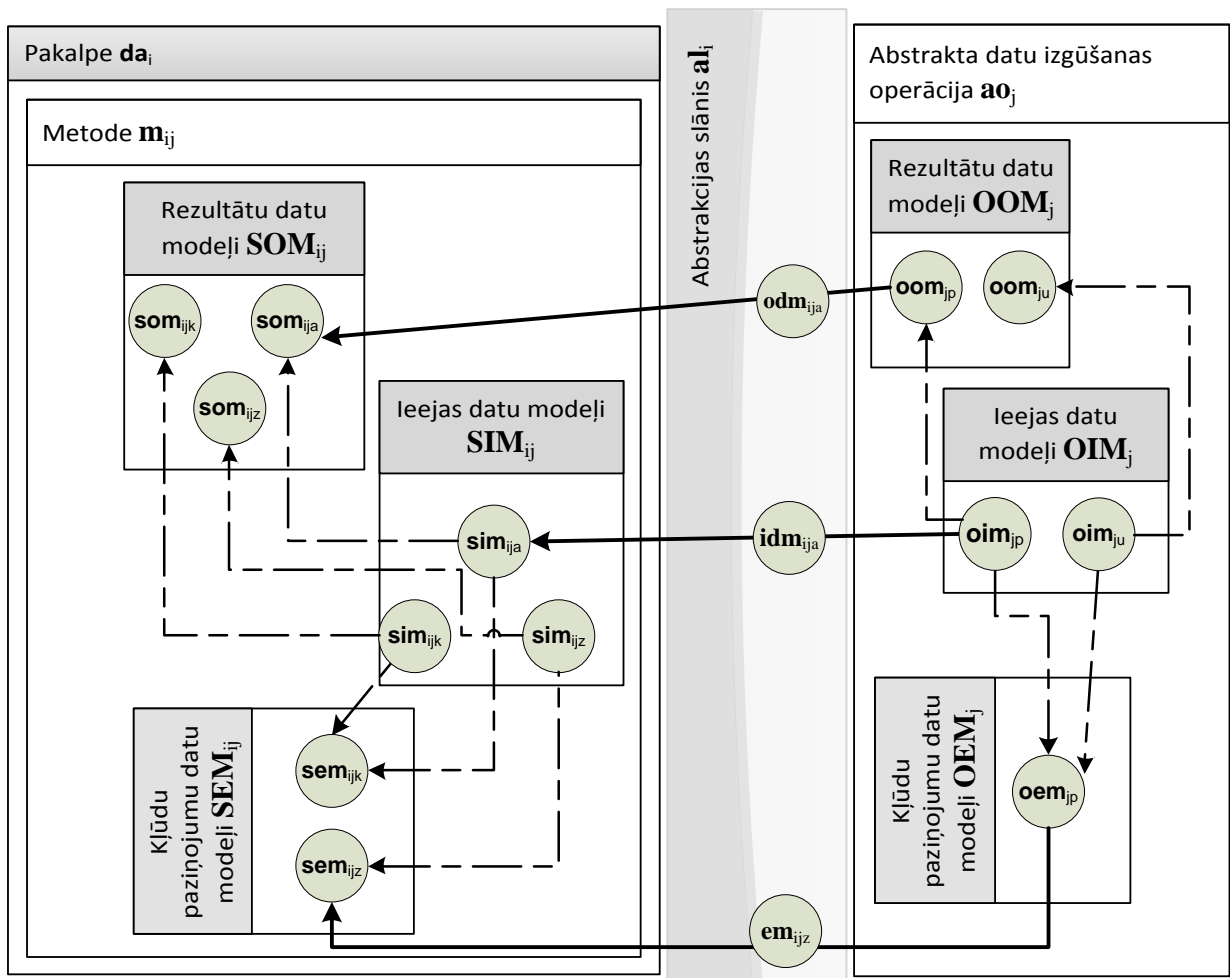 Pakalpe da_i
Metode m_ij
Rezultātu datu
modeļi SOM_ij
som_ijk
som_ija
som_ijz
Ieejas datu modeļi
SIM_ij
sim_ija
sim_ijk
sim_ijz
Kļūdu
paziņojumu datu
modeļi SEM_ij
sem_ijk
sem_ijz
Abstrakcijas slānis al_i
odm_ija
idm_ija
em_ijz
Abstrakta datu izgūšanas
operācija ao_j
Rezultātu datu
modeļi OOM_j
oom_jp
oom_ju
Ieejas datu
modeļi OIM_j
oim_jp
oim_ju
Kļūdu
paziņojumu datu
modeļi OEM_j
oem_jp